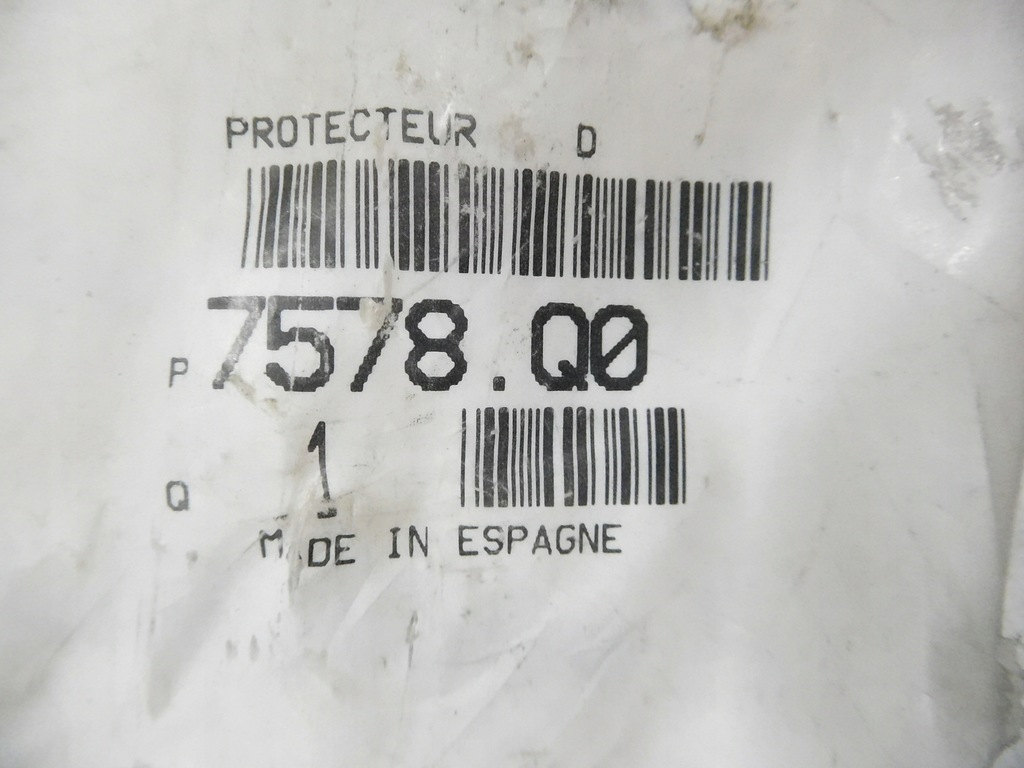 PROTECTEUR D
P 7578.Q0
Q 1
MADE IN ESPAGNE